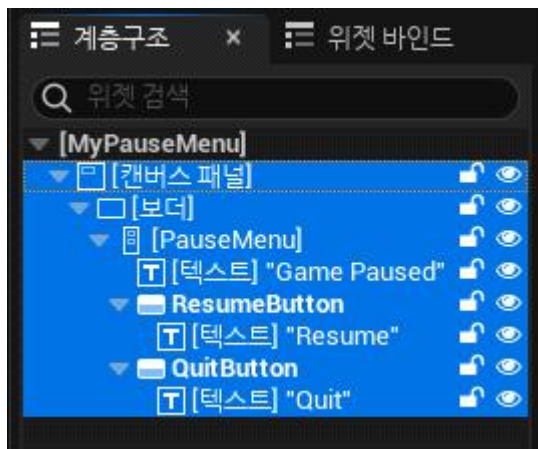 계층구조 × 위젯 바인드
위젯 검색
[MyPauseMenu]
[캔버스 패널]
[보더]
[PauseMenu]
T [텍스트] "Game Paused"
ResumeButton
T [텍스트] "Resume"
QuitButton
T [텍스트] "Quit"